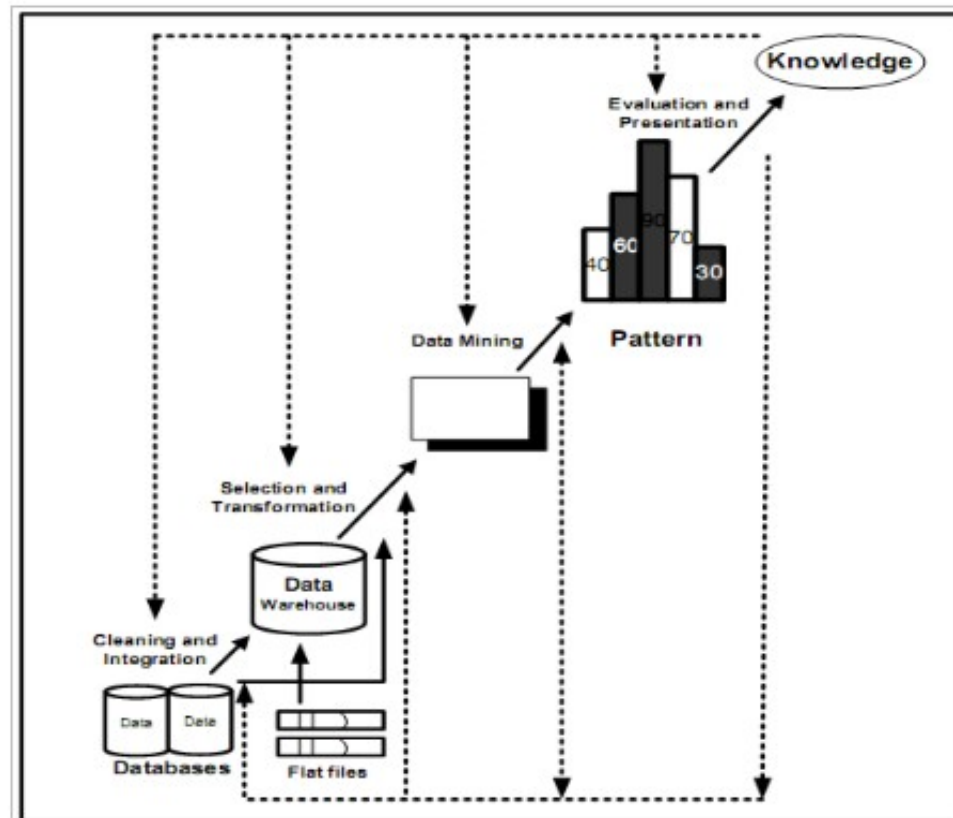 Knowledge
Evaluation and
Presentation
40
60
90
70
30
Pattern
Data Mining
Selection and
Transformation
Data
Warehouse
Cleaning and
Integration
Data
Data
Databases
Flat files